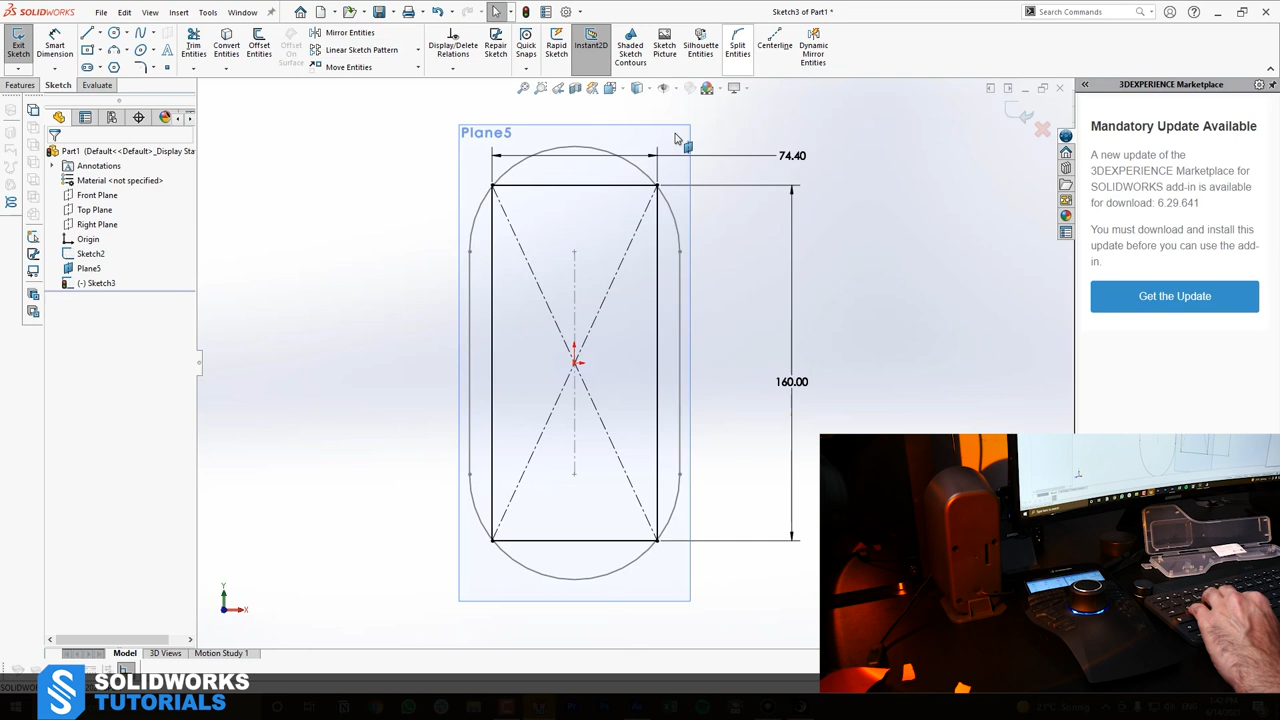 SOLIDWORKS
File Edit View Insert Tools Window
Sketch3 of Part1 *
Search Commands
Exit Sketch
Smart Dimension
Trim Entities
Convert Entities
Offset Entities
Offset On Surface
Mirror Entities
Linear Sketch Pattern
Move Entities
Display/Delete Relations
Repair Sketch
Quick Snaps
Rapid Sketch
Instant2D
Shaded Sketch Contours
Sketch Picture
Silhouette Entities
Split Entities
Centerline
Dynamic Mirror Entities
Features Sketch Evaluate
Part1 (Default<<Default>_Display Sta
Annotations
Material <not specified>
Front Plane
Top Plane
Right Plane
Origin
Sketch2
Plane5
(-) Sketch3
Plane5
74.40
160.00
Y
X
3DEXPERIENCE Marketplace
Mandatory Update Available
A new update of the
3DEXPERIENCE Marketplace for
SOLIDWORKS add-in is available
for download: 6.29.641
You must download and install this
update before you can use the add-
in.
Get the Update
Model 3D Views Motion Study 1
SOLIDWORKS
TUTORIALS